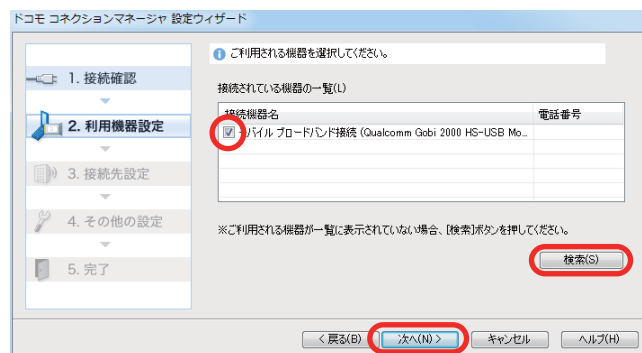 ドコモ コネクションマネージャ 設定ウィザード
1. 接続確認
2. 利用機器設定
3. 接続先設定
4. その他の設定
5. 完了
ご利用される機器を選択してください。
接続されている機器の一覧(L)
接続機器名 電話番号
モバイル ブロードバンド接続 (Qualcomm Gobi 2000 HS-USB Mo...
※ご利用される機器が一覧に表示されていない場合、[検索]ボタンを押してください。
検索(S)
< 戻る(B) 次へ(N) > キャンセル ヘルプ(H)